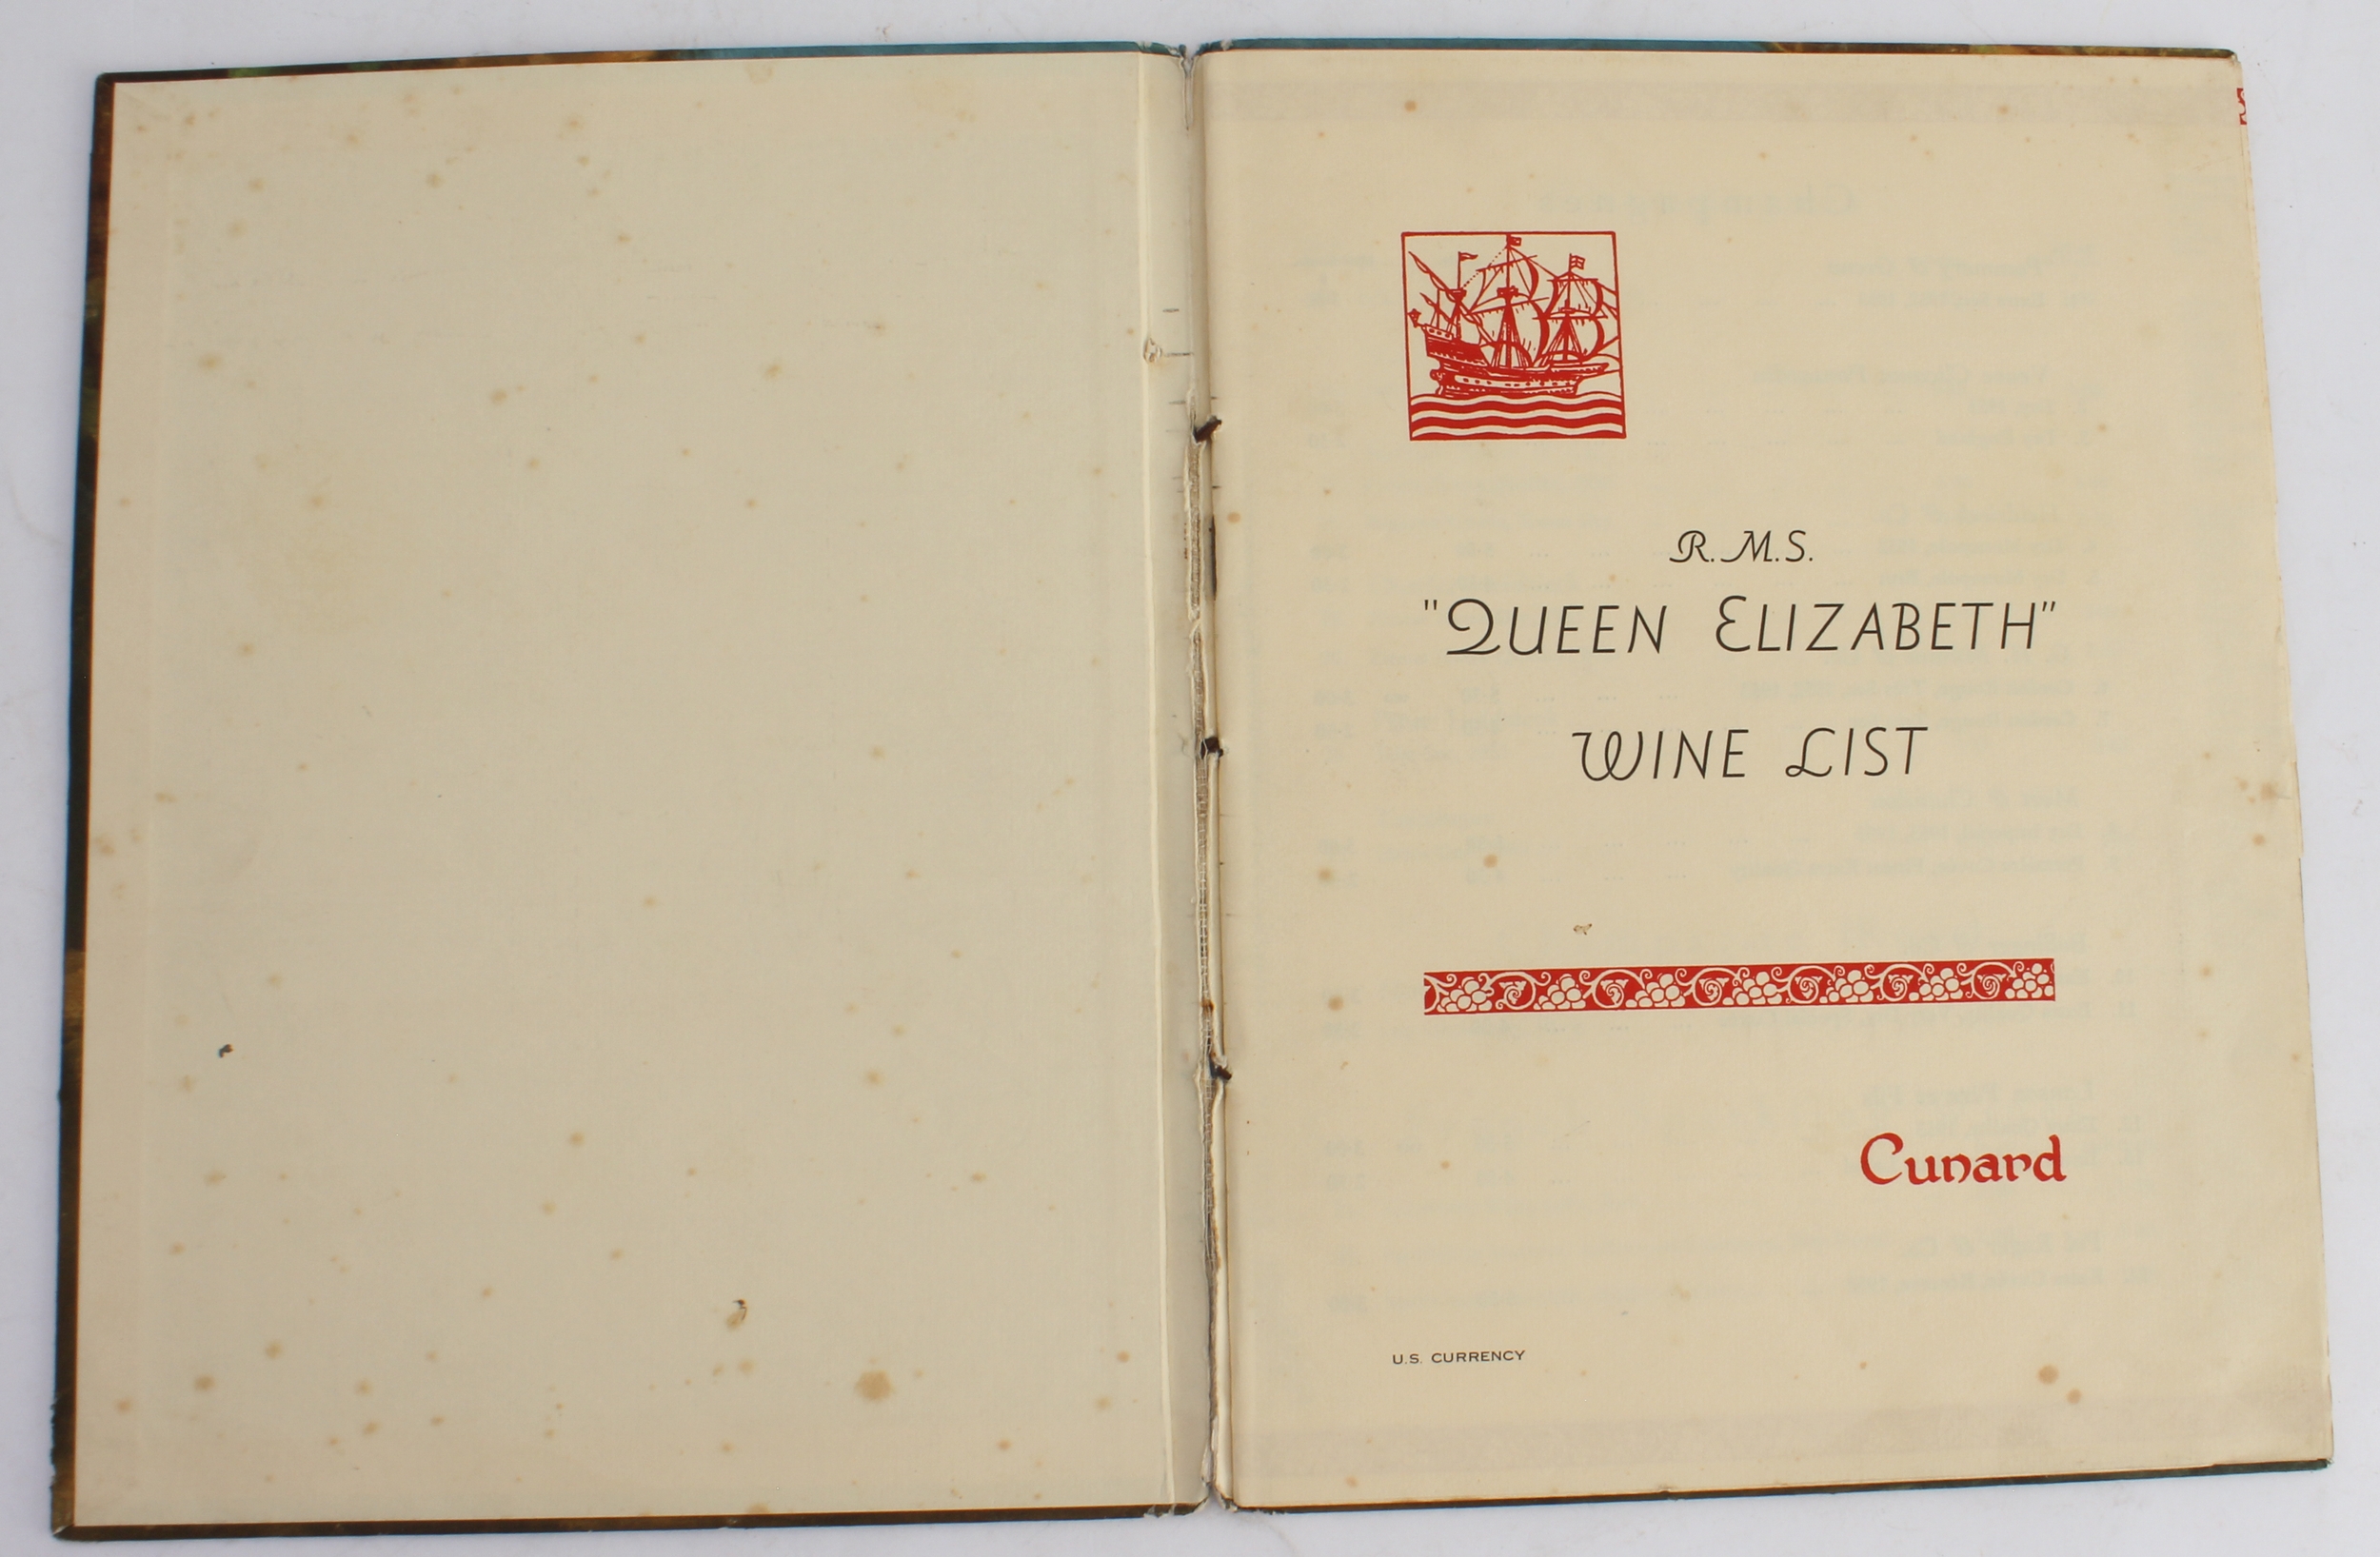 R.M.S.
"QUEEN ELIZABETH"
WINE LIST
Cunard
U.S. CURRENCY